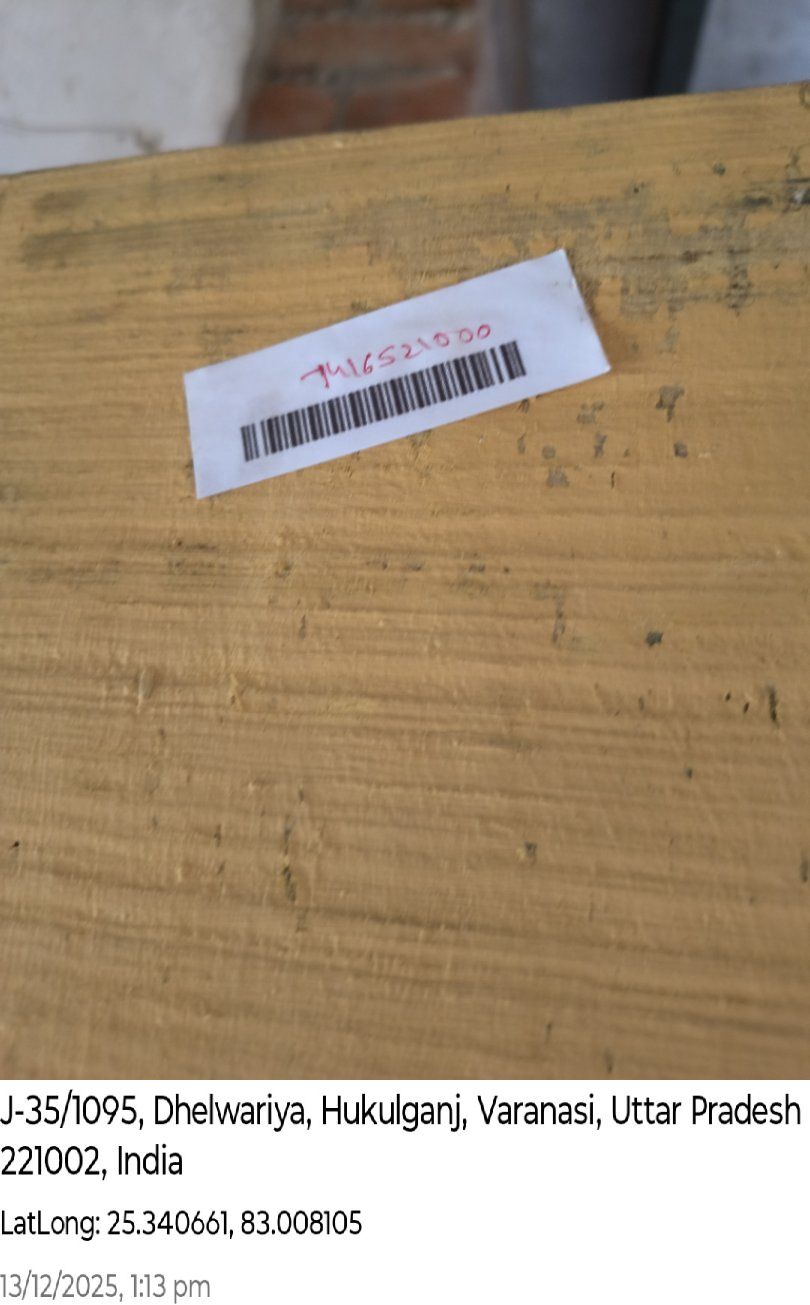 7416521000
J-35/1095, Dhelwariya, Hukulganj, Varanasi, Uttar Pradesh
221002, India
LatLong: 25.340661, 83.008105
13/12/2025, 1:13 pm